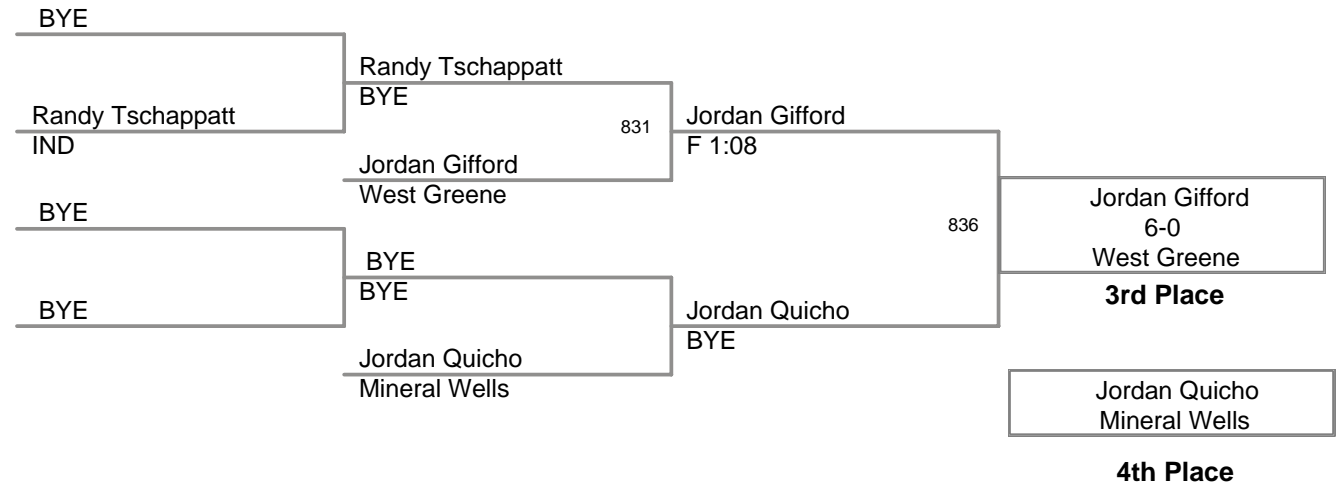 BYE
Randy Tschappatt
IND
BYE
BYE
Randy Tschappatt
BYE
831
Jordan Gifford
West Greene
BYE
BYE
Jordan Quicho
Mineral Wells
Jordan Gifford
F 1:08
836
Jordan Quicho
BYE
Jordan Gifford
6-0
West Greene
3rd Place
Jordan Quicho
Mineral Wells
4th Place